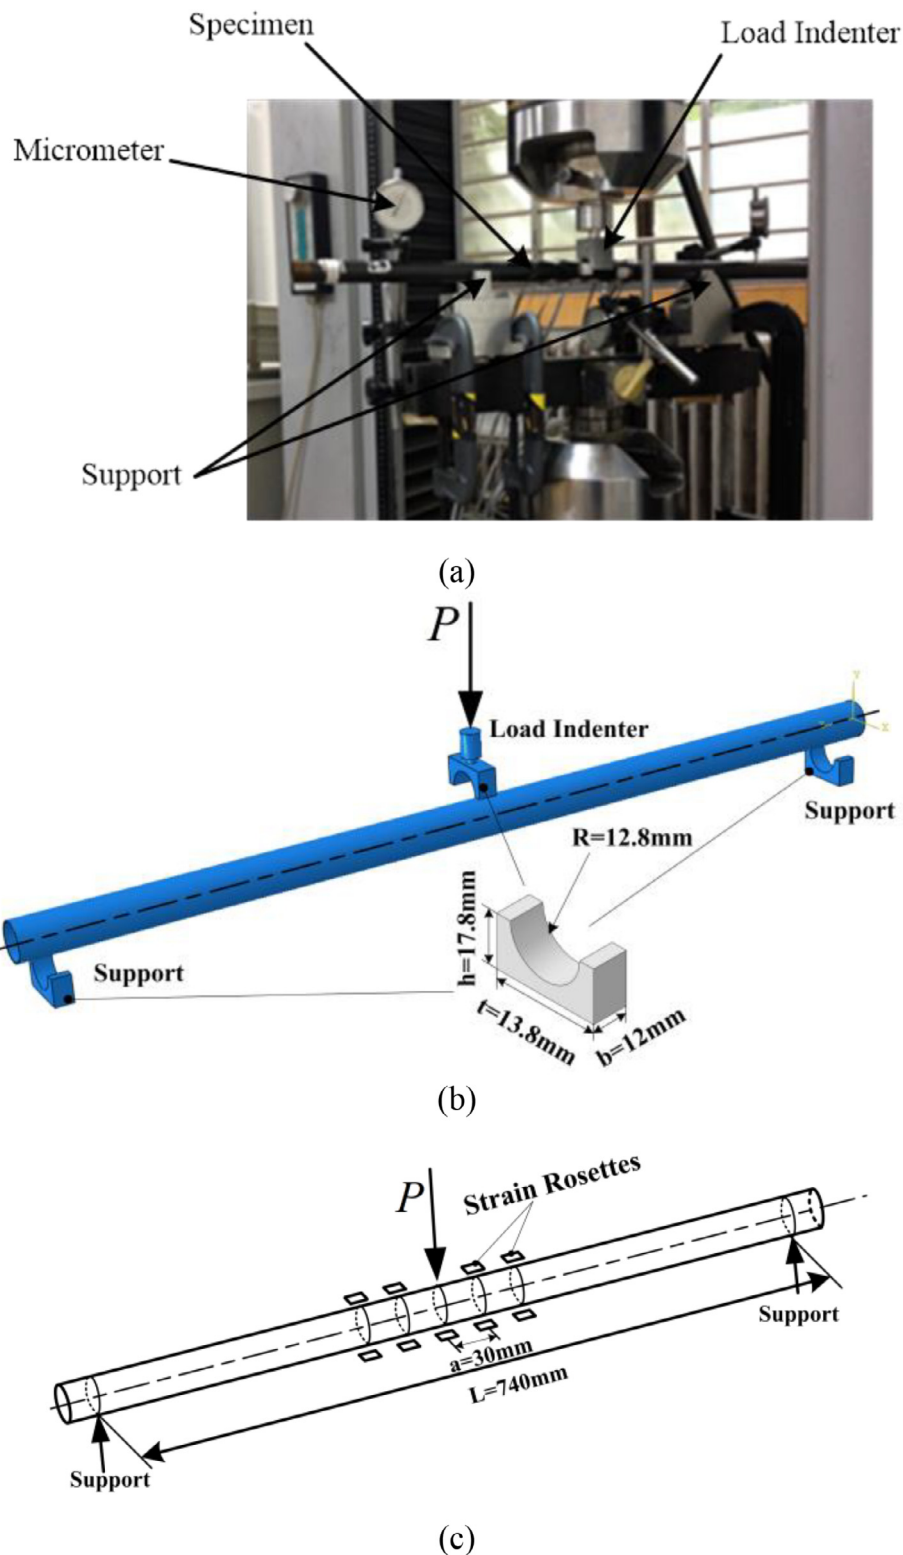 Specimen
Load Indenter
Micrometer
Support
(a)
P
Load Indenter
Support
R=12.8mm
h=17.8mm
Support
t=13.8mm
b=12mm
(b)
P
Strain Rosettes
Support
a=30mm
L=740mm
Support
(c)